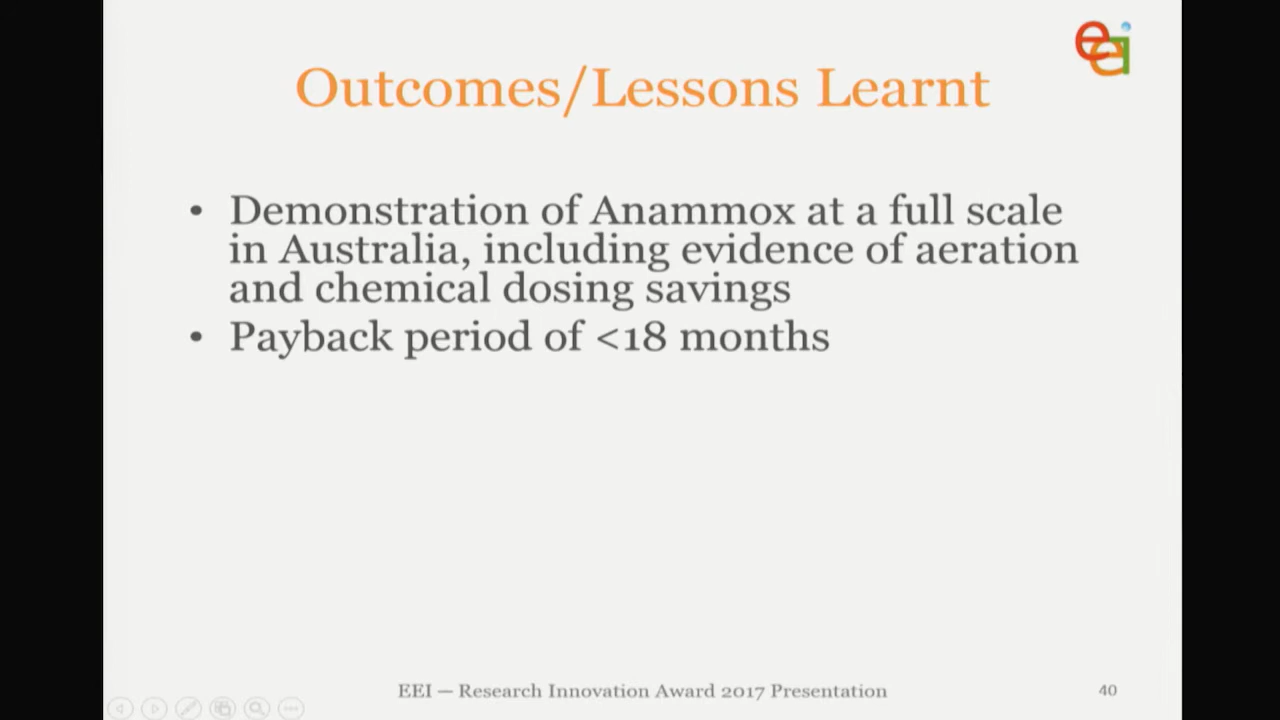 eei
Outcomes/Lessons Learnt
• Demonstration of Anammox at a full scale
in Australia, including evidence of aeration
and chemical dosing savings
• Payback period of <18 months
EEI — Research Innovation Award 2017 Presentation
40